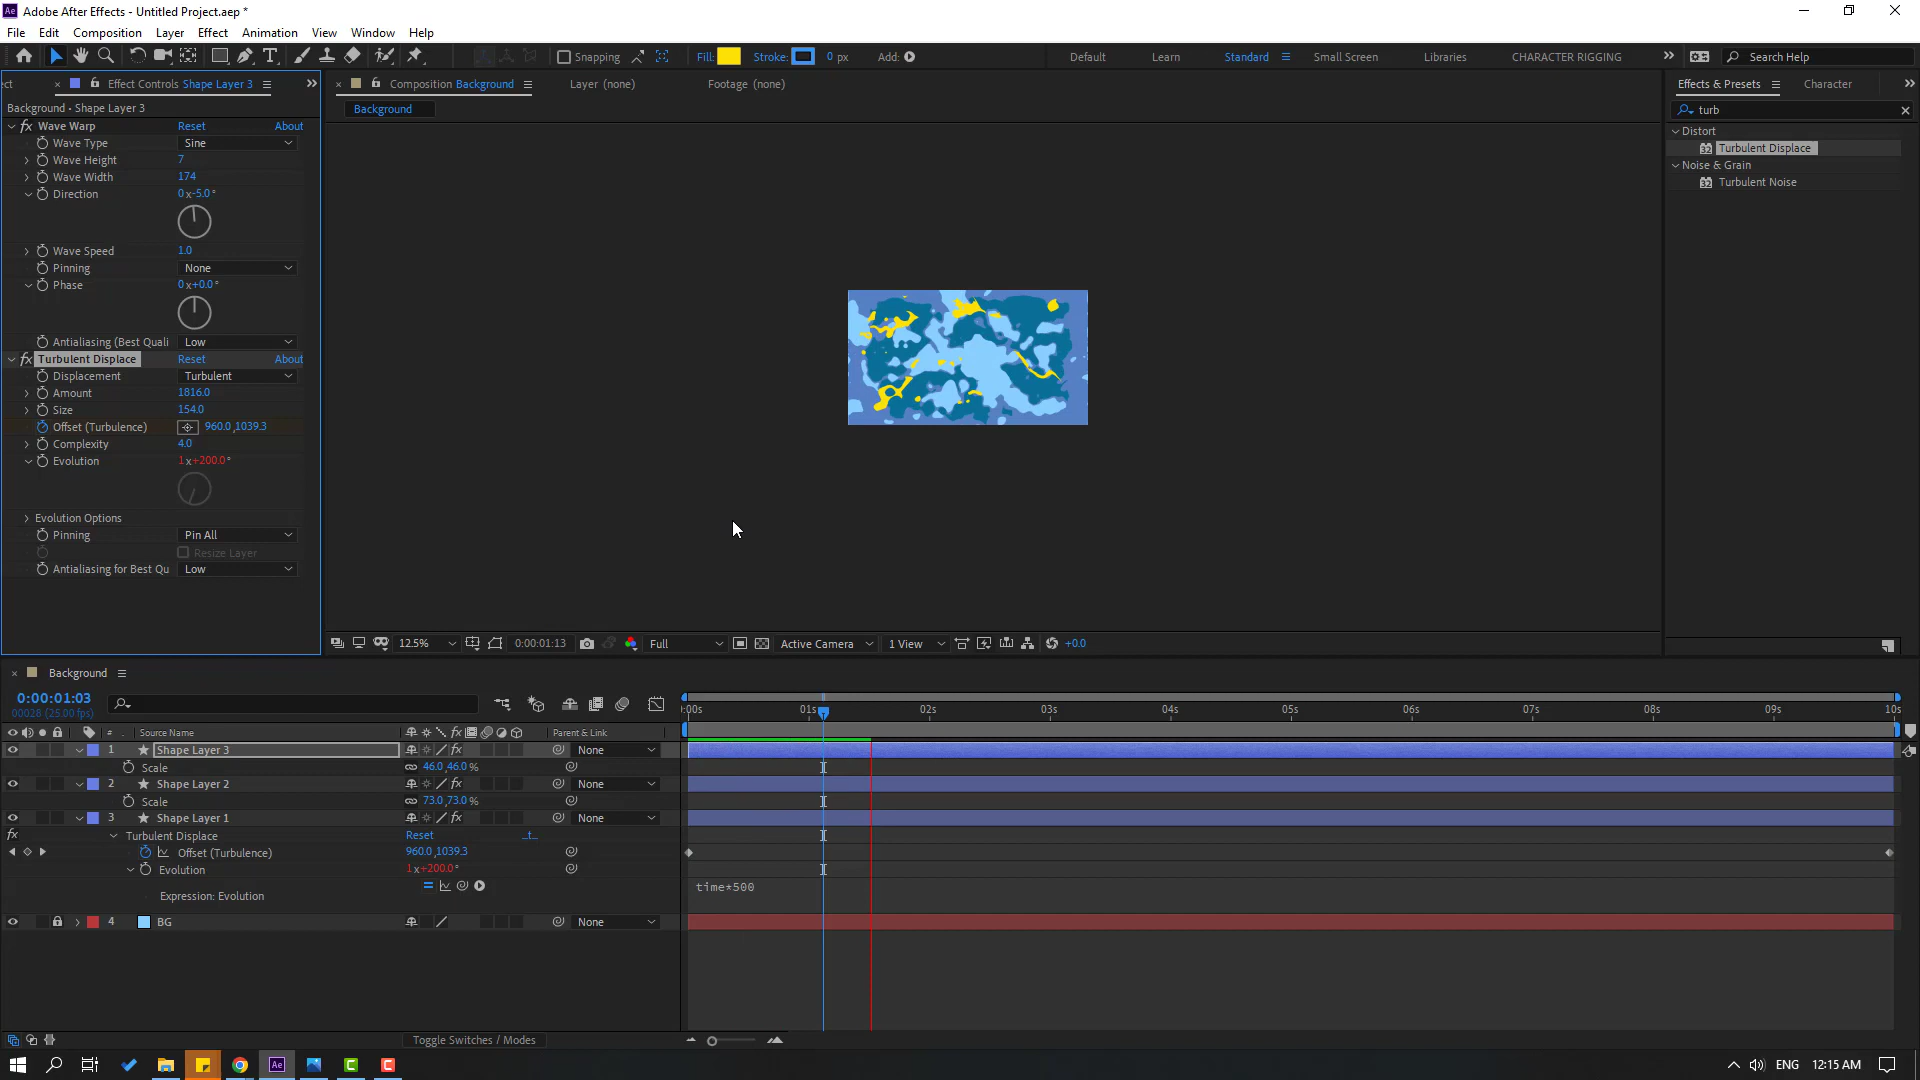 Adobe After Effects - Untitled Project.aep *
File Edit Composition Layer Effect Animation View Window Help
Snapping Fill: Stroke: 0 px Add: Default Learn Standard Small Screen Libraries CHARACTER RIGGING Search Help
Effect Controls Shape Layer 3
Composition Background Layer (none) Footage (none)
Effects & Presets Character
Background • Shape Layer 3
Background
turb
fx Wave Warp Reset About
Wave Type Sine
Wave Height 7
Wave Width 174
Direction 0x-5.0°
Wave Speed 1.0
Pinning None
Phase 0x+0.0°
Antialiasing (Best Quali Low
fx Turbulent Displace Reset About
Displacement Turbulent
Amount 1816.0
Size 154.0
Offset (Turbulence) 960.0,1039.3
Complexity 4.0
Evolution 1x+200.0°
Evolution Options
Pinning Pin All
Resize Layer
Antialiasing for Best Qu Low
Distort
Turbulent Displace
Noise & Grain
Turbulent Noise
12.5% 0:00:01:13 Full Active Camera 1 View +0.0
Background
0:00:01:03
00028 (25.00 fps)
:00s 01s 02s 03s 04s 05s 06s 07s 08s 09s 10s
# Source Name Parent & Link
1 Shape Layer 3 fx None
Scale 46.0,46.0%
2 Shape Layer 2 fx None
Scale 73.0,73.0%
3 Shape Layer 1 fx None
fx Turbulent Displace Reset _t_
Offset (Turbulence) 960.0,1039.3
Evolution 1x+200.0°
Expression: Evolution time*500
4 BG None
Toggle Switches / Modes
ENG 12:15 AM